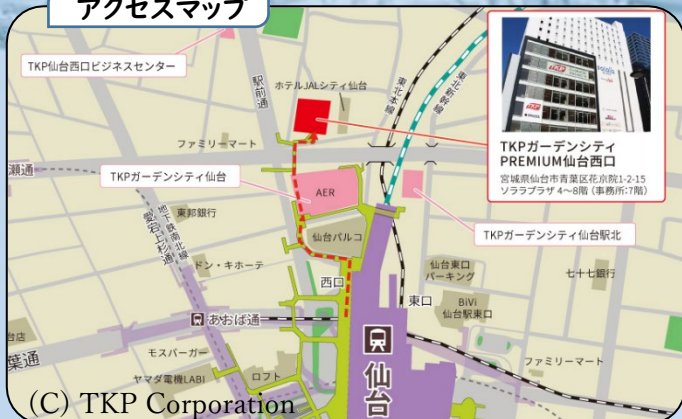 アクセスマップ
TKP仙台西口ビジネスセンター
駅前通
ホテルJALシティ仙台
東北本線
東北新幹線
TKPガーデンシティ
PREMIUM仙台西口
宮城県仙台市青葉区花京院1-2-15
ソララプラザ 4〜8階 (事務所:7階)
ファミリーマート
瀬通
TKPガーデンシティ仙台
AER
東邦銀行
地下鉄南北線
愛宕上杉通
仙台パルコ
TKPガーデンシティ仙台駅北
ドン・キホーテ
西口
東口
仙台東口
パーキング
七十七銀行
BiVi
仙台駅東口
あおば通
台店
葉通
モスバーガー
ヤマダ電機LABI
ロフト
仙台
ファミリーマート
(C) TKP Corporation